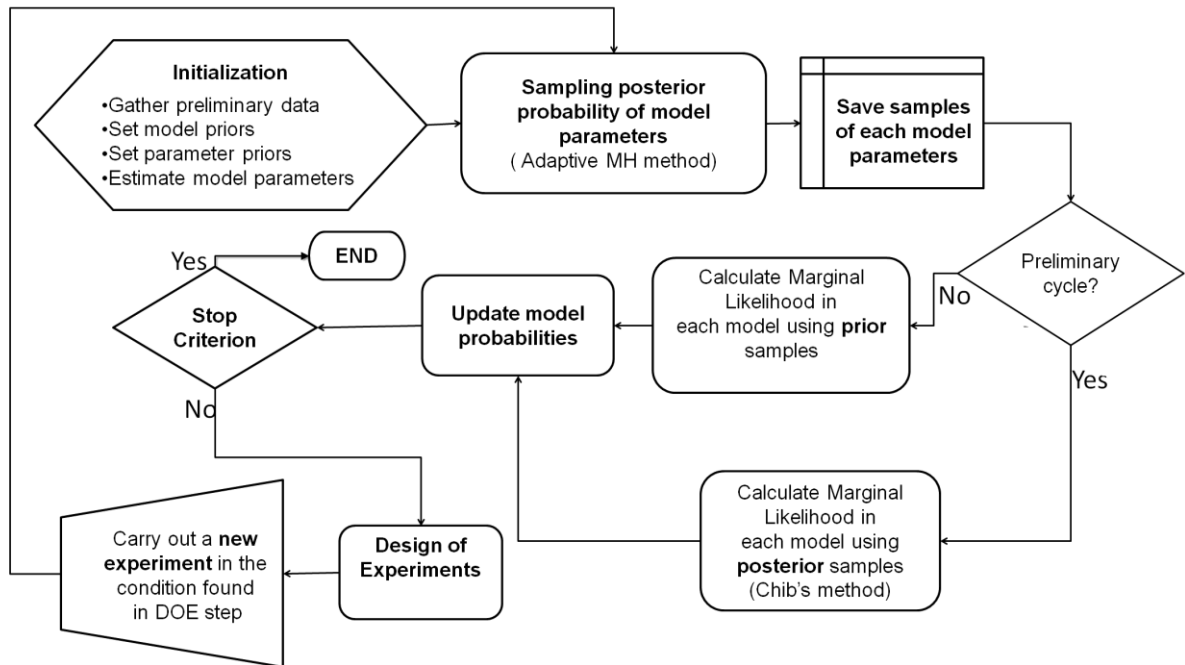 Initialization
•Gather preliminary data
•Set model priors
•Set parameter priors
•Estimate model parameters
Sampling posterior
probability of model
parameters
( Adaptive MH method)
Save samples
of each model
parameters
Preliminary
cycle?
No
Yes
Calculate Marginal
Likelihood in
each model using prior
samples
Calculate Marginal
Likelihood in
each model using
posterior samples
(Chib's method)
Update model
probabilities
Stop
Criterion
Yes
END
No
Design of
Experiments
Carry out a new
experiment in the
condition found
in DOE step